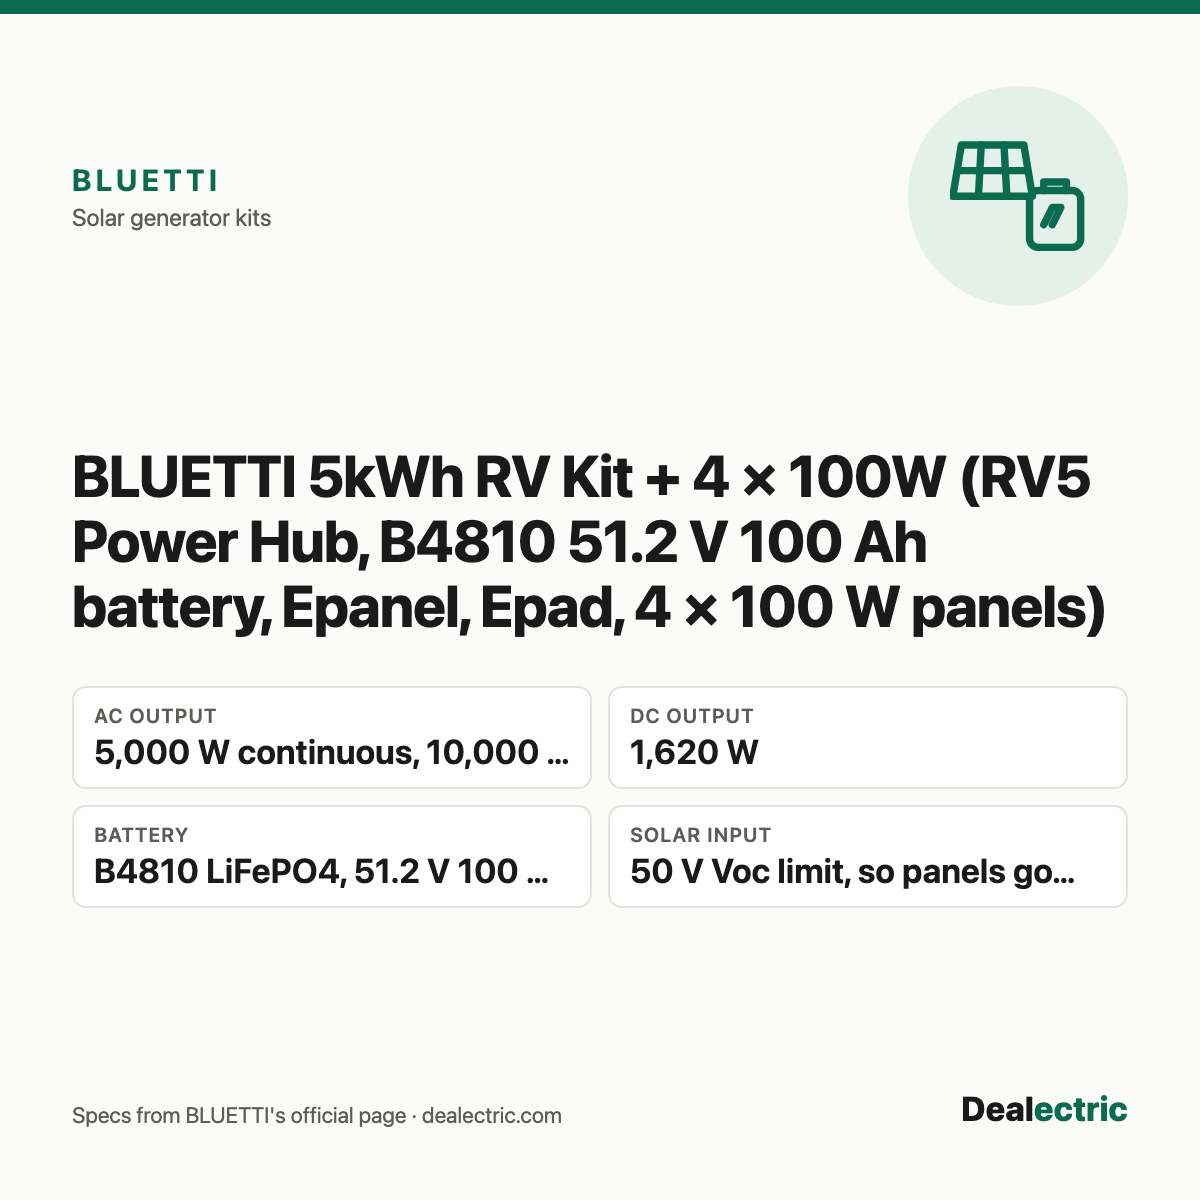 BLUETTI
Solar generator kits
BLUETTI 5kWh RV Kit + 4 × 100W (RV5
Power Hub, B4810 51.2 V 100 Ah
battery, Epanel, Epad, 4 × 100 W panels)
AC OUTPUT
5,000 W continuous, 10,000 ...
DC OUTPUT
1,620 W
BATTERY
B4810 LiFePO4, 51.2 V 100 ...
SOLAR INPUT
50 V Voc limit, so panels go...
Specs from BLUETTI's official page · dealectric.com
Dealectric